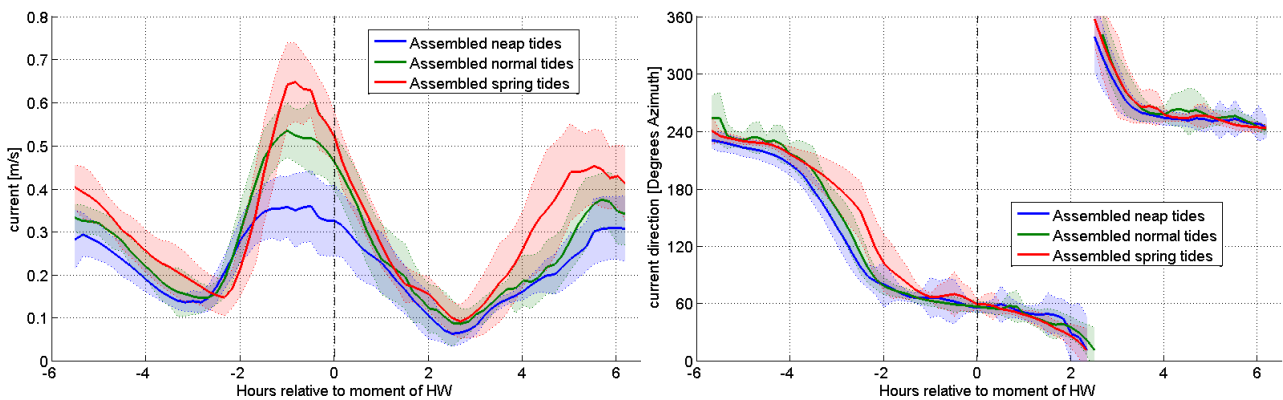 current [m/s]
0.8
0.7
0.6
0.5
0.4
0.3
0.2
0.1
0
Assembled neap tides
Assembled normal tides
Assembled spring tides
-6 -4 -2 0 2 4 6
Hours relative to moment of HW
current direction [Degrees Azimuth]
360
300
240
180
120
60
0
Assembled neap tides
Assembled normal tides
Assembled spring tides
-6 -4 -2 0 2 4 6
Hours relative to moment of HW